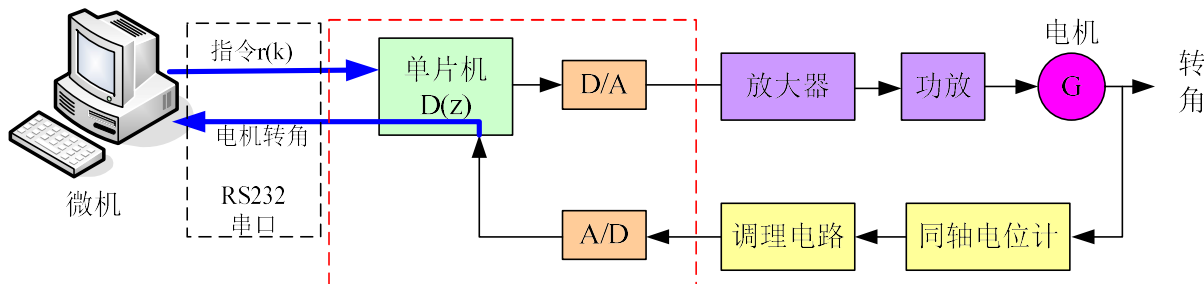 指令r(k)
电机转角
RS232
串口
微机
单片机
D(z)
D/A
放大器
功放
电机
G
转
角
A/D
调理电路
同轴电位计